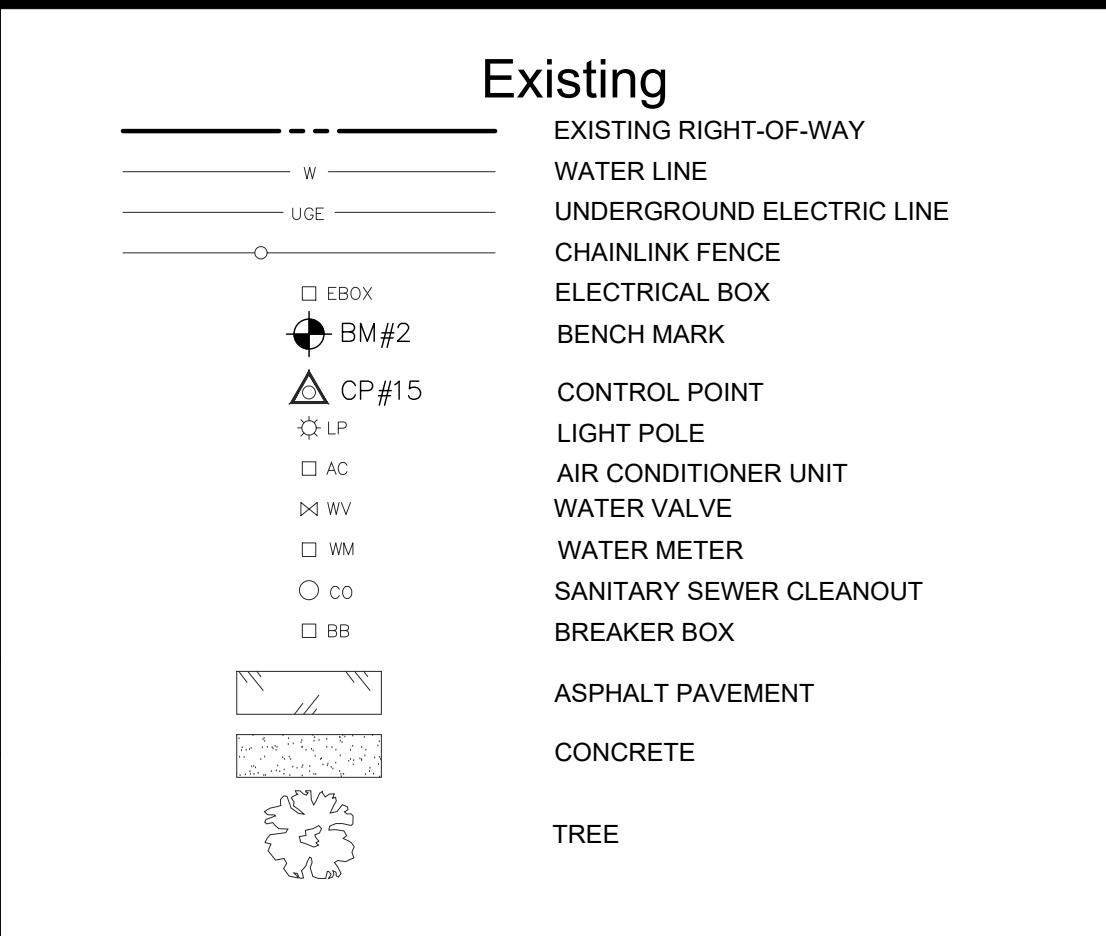 Existing
EXISTING RIGHT-OF-WAY
W WATER LINE
UGE UNDERGROUND ELECTRIC LINE
CHAINLINK FENCE
EBOX ELECTRICAL BOX
BM#2 BENCH MARK
CP#15 CONTROL POINT
LP LIGHT POLE
AC AIR CONDITIONER UNIT
WV WATER VALVE
WM WATER METER
CO SANITARY SEWER CLEANOUT
BB BREAKER BOX
ASPHALT PAVEMENT
CONCRETE
TREE